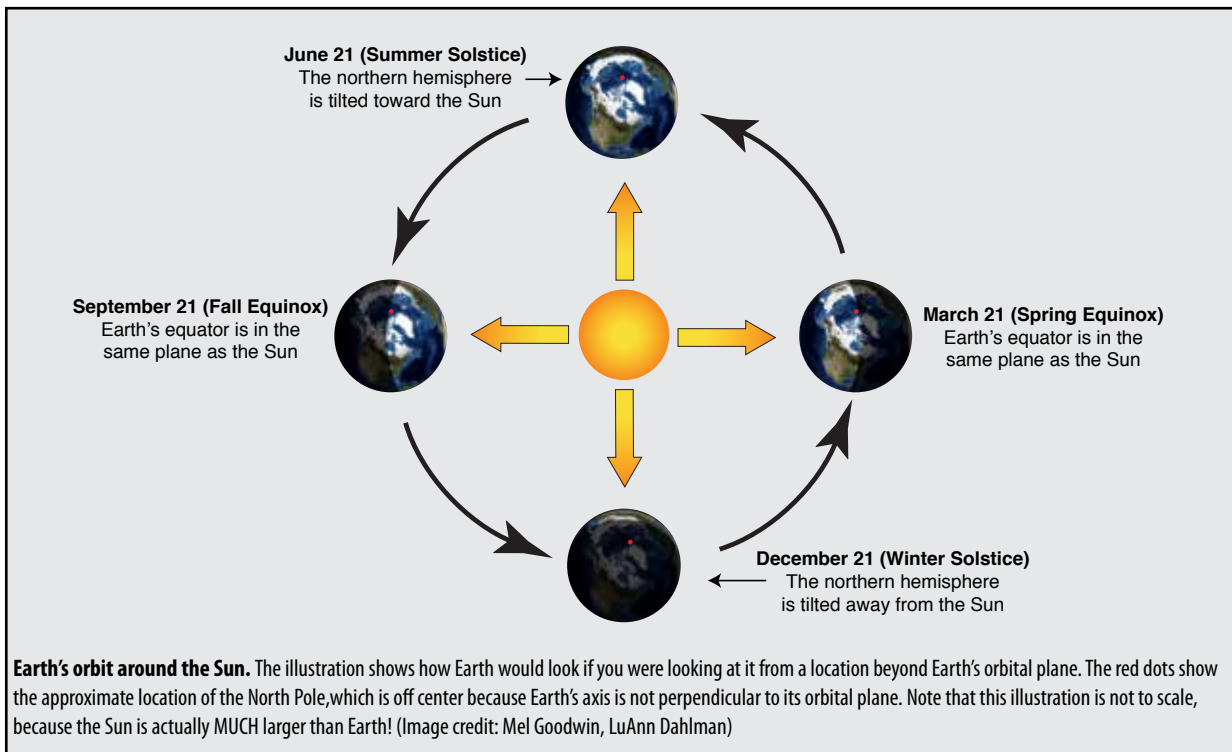 June 21 (Summer Solstice)
The northern hemisphere
is tilted toward the Sun
September 21 (Fall Equinox)
Earth’s equator is in the
same plane as the Sun
March 21 (Spring Equinox)
Earth’s equator is in the
same plane as the Sun
December 21 (Winter Solstice)
The northern hemisphere
is tilted away from the Sun
Earth’s orbit around the Sun. The illustration shows how Earth would look if you were looking at it from a location beyond Earth’s orbital plane. The red dots show
the approximate location of the North Pole,which is off center because Earth’s axis is not perpendicular to its orbital plane. Note that this illustration is not to scale,
because the Sun is actually MUCH larger than Earth! (Image credit: Mel Goodwin, LuAnn Dahlman)